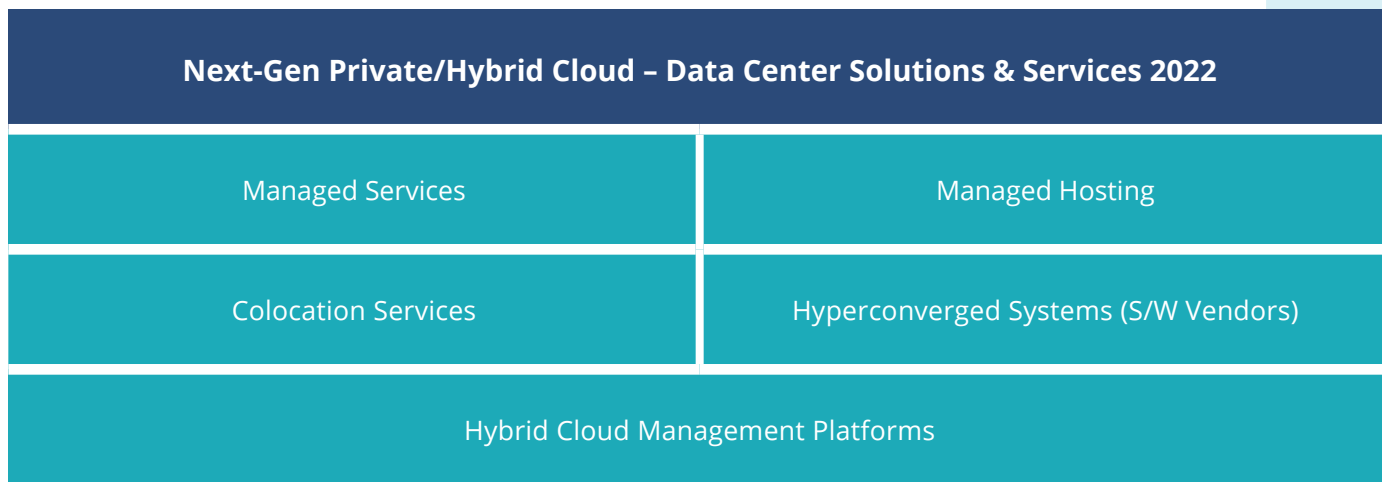 Next-Gen Private/Hybrid Cloud – Data Center Solutions & Services 2022
Managed Services
Managed Hosting
Colocation Services
Hyperconverged Systems (S/W Vendors)
Hybrid Cloud Management Platforms